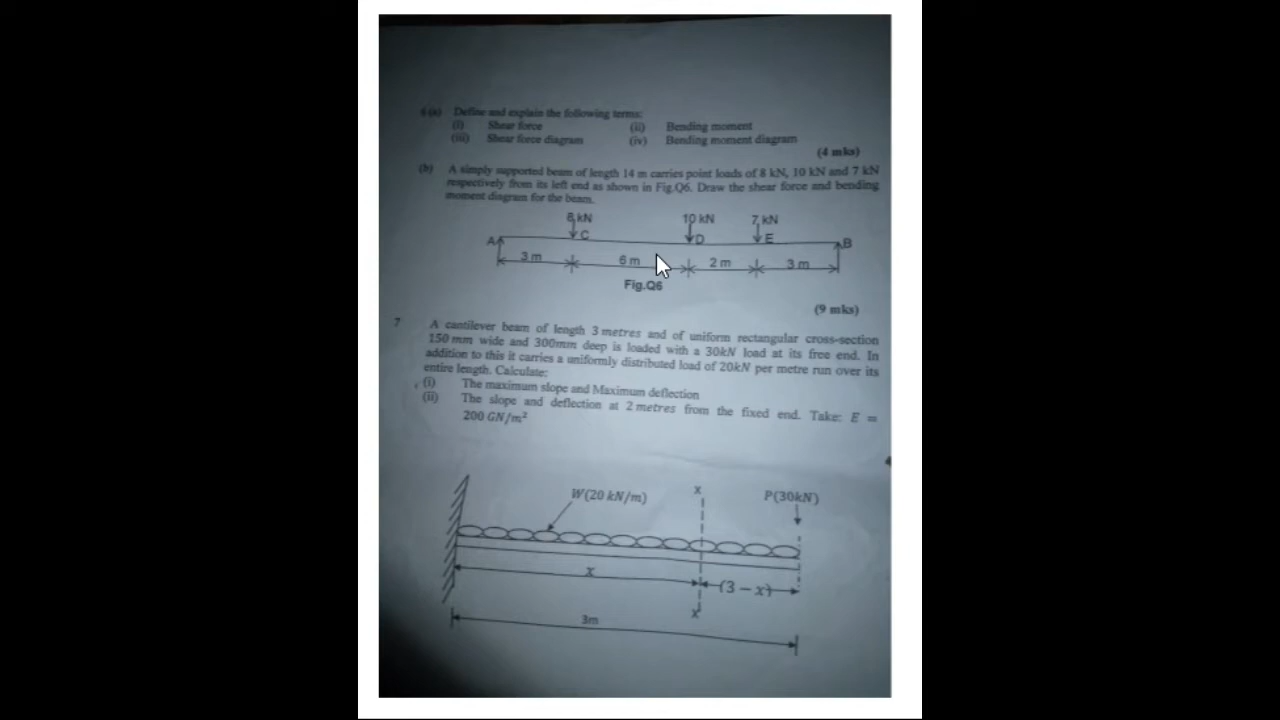 6 (a) Define and explain the following terms:
(i) Shear force (ii) Bending moment
(iii) Shear force diagram (iv) Bending moment diagram
(4 mks)
(b) A simply supported beam of length 14 m carries point loads of 8 kN, 10 kN and 7 kN
respectively from its left end as shown in Fig.Q6. Draw the shear force and bending
moment diagram for the beam.
8 kN 10 kN 7 kN
A C D E B
3 m 6 m 2 m 3 m
Fig.Q6
(9 mks)
7 A cantilever beam of length 3 metres and of uniform rectangular cross-section
150 mm wide and 300mm deep is loaded with a 30kN load at its free end. In
addition to this it carries a uniformly distributed load of 20kN per metre run over its
entire length. Calculate:
(i) The maximum slope and Maximum deflection
(ii) The slope and deflection at 2 metres from the fixed end. Take: E =
200 GN/m²
W(20 kN/m) X P(30kN)
x (3 − x)
X
3m